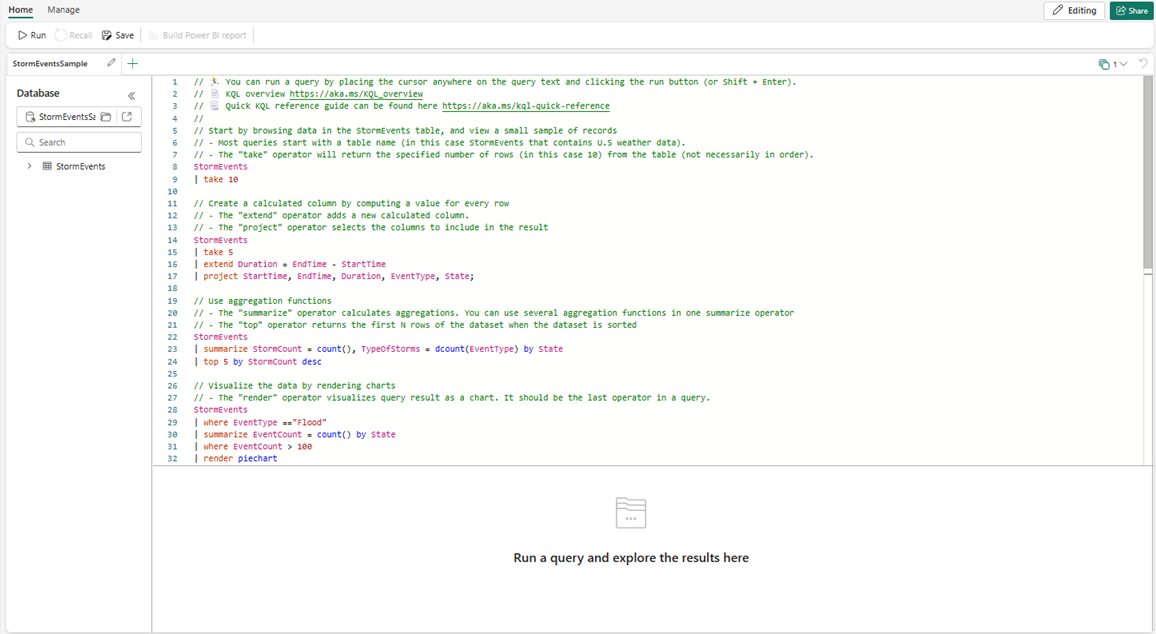 Home Manage Editing Share
Run Recall Save Build Power BI report
StormEventsSample 1
Database
StormEventsSa
Search
StormEvents
1 // You can run a query by placing the cursor anywhere on the query text and clicking the run button (or Shift + Enter).
2 // KQL overview https://aka.ms/KQL_overview
3 // Quick KQL reference guide can be found here https://aka.ms/kql-quick-reference
4 //
5 // Start by browsing data in the StormEvents table, and view a small sample of records
6 // - Most queries start with a table name (in this case StormEvents that contains U.S weather data).
7 // - The "take" operator will return the specified number of rows (in this case 10) from the table (not necessarily in order).
8 StormEvents
9 | take 10
10
11 // Create a calculated column by computing a value for every row
12 // - The "extend" operator adds a new calculated column.
13 // - The "project" operator selects the columns to include in the result
14 StormEvents
15 | take 5
16 | extend Duration = EndTime - StartTime
17 | project StartTime, EndTime, Duration, EventType, State;
18
19 // Use aggregation functions
20 // - The "summarize" operator calculates aggregations. You can use several aggregation functions in one summarize operator
21 // - The "top" operator returns the first N rows of the dataset when the dataset is sorted
22 StormEvents
23 | summarize StormCount = count(), TypeOfStorms = dcount(EventType) by State
24 | top 5 by StormCount desc
25
26 // Visualize the data by rendering charts
27 // - The "render" operator visualizes query result as a chart. It should be the last operator in a query.
28 StormEvents
29 | where EventType =="Flood"
30 | summarize EventCount = count() by State
31 | where EventCount > 100
32 | render piechart
Run a query and explore the results here